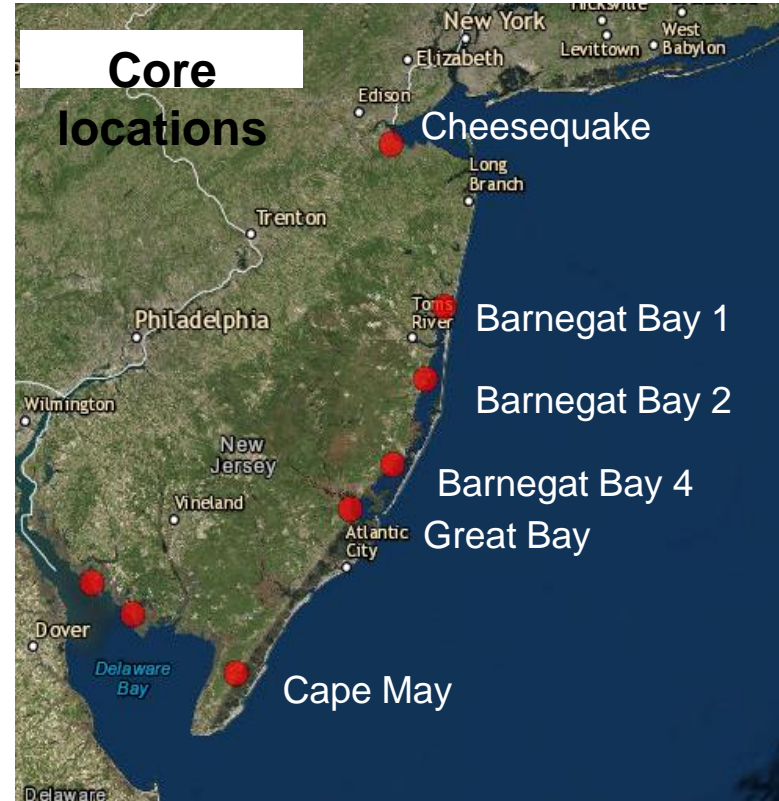 Core
locations
New York
West
Babylon
Levittown
Elizabeth
Edison
Cheesequake
Long
Branch
Trenton
Toms
River
Barnegat Bay 1
Philadelphia
Barnegat Bay 2
Wilmington
New
Jersey
Barnegat Bay 4
Vineland
Atlantic
City
Great Bay
Dover
Delaware
Bay
Cape May
Delaware